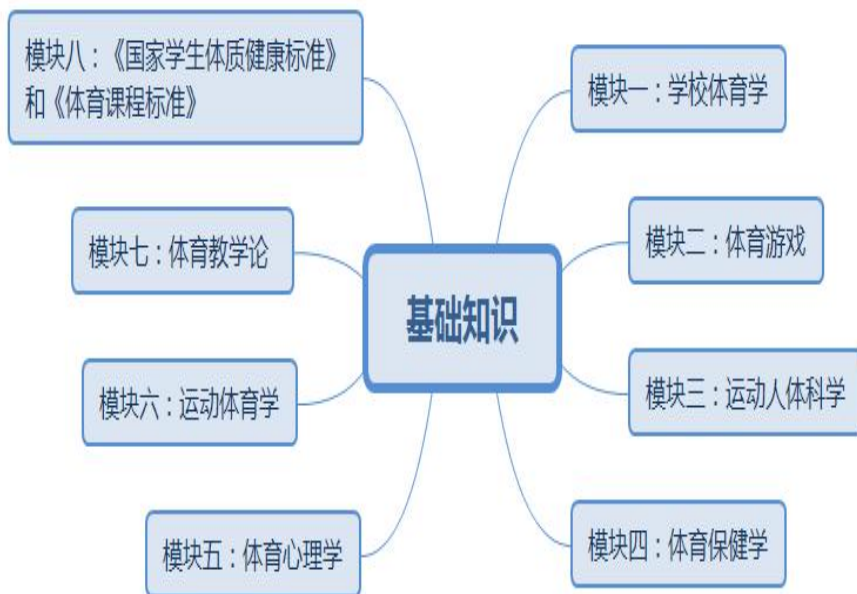 模块八：《国家学生体质健康标准》
和《体育课程标准》
模块一：学校体育学
模块七：体育教学论
模块二：体育游戏
基础知识
模块六：运动体育学
模块三：运动人体科学
模块五：体育心理学
模块四：体育保健学